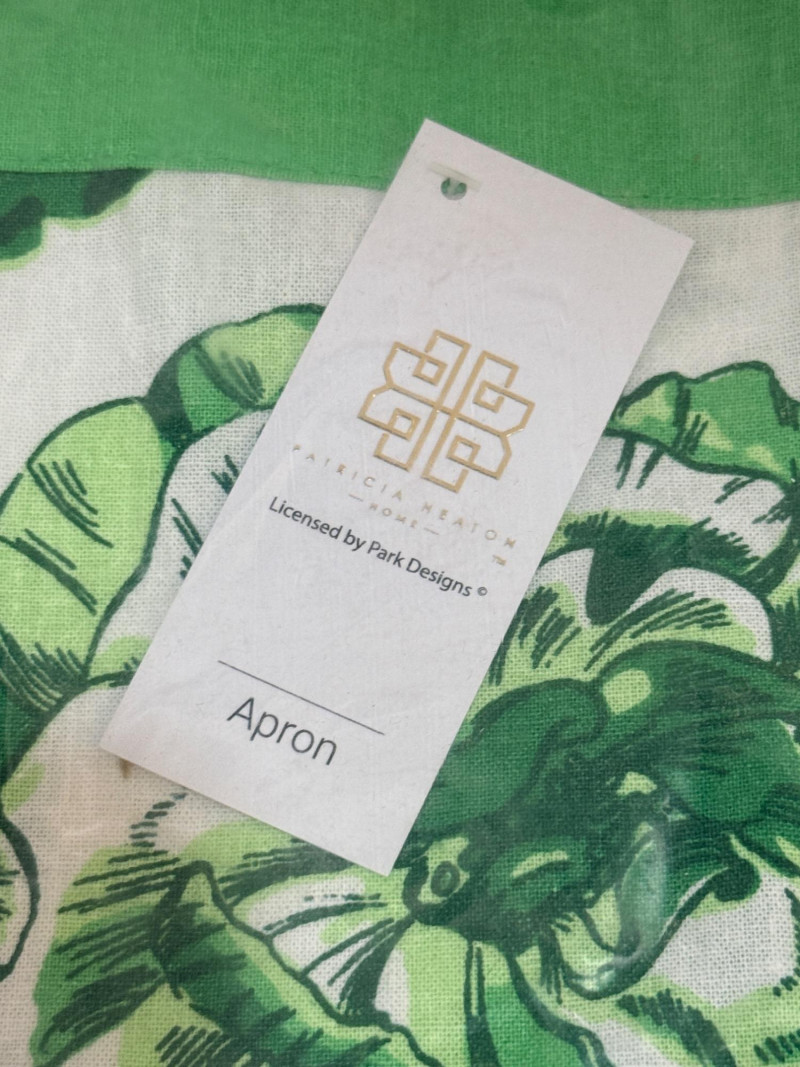 PATRICIA HEATON
— HOME —
™
Licensed by Park Designs ©
Apron